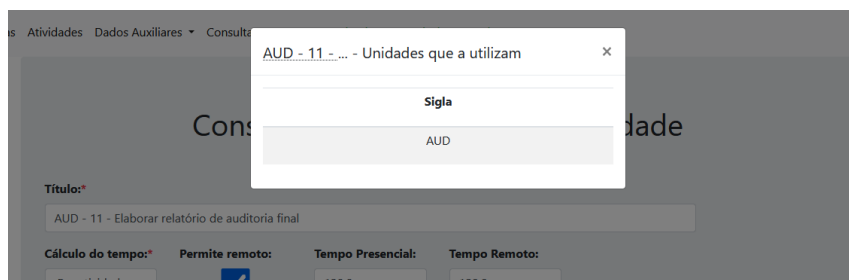 Atividades Dados Auxiliares Consulta
AUD - 11 - ... - Unidades que a utilizam ×
Sigla
AUD
Cons dade
Título:*
AUD - 11 - Elaborar relatório de auditoria final
Cálculo do tempo:* Permite remoto: Tempo Presencial: Tempo Remoto: